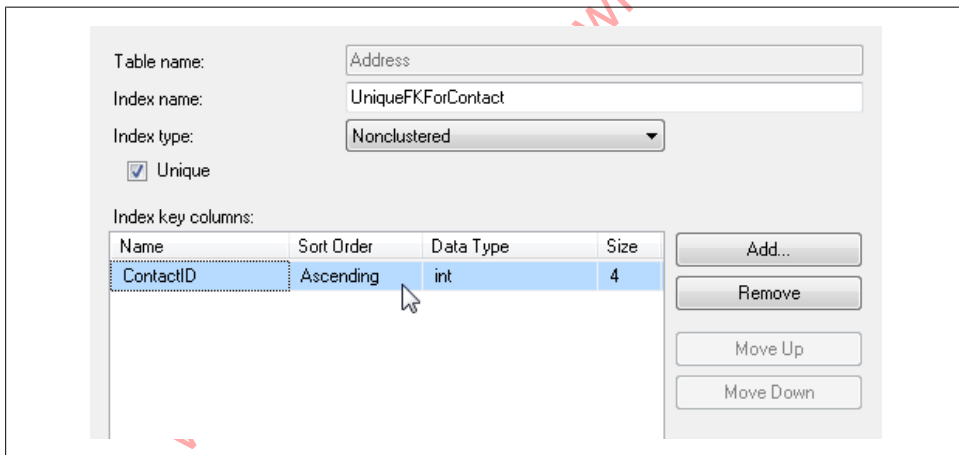 Table name: Address
Index name: UniqueFKForContact
Index type: Nonclustered
Unique
Index key columns:
Name Sort Order Data Type Size Add...
ContactID Ascending int 4 Remove
Move Up
Move Down